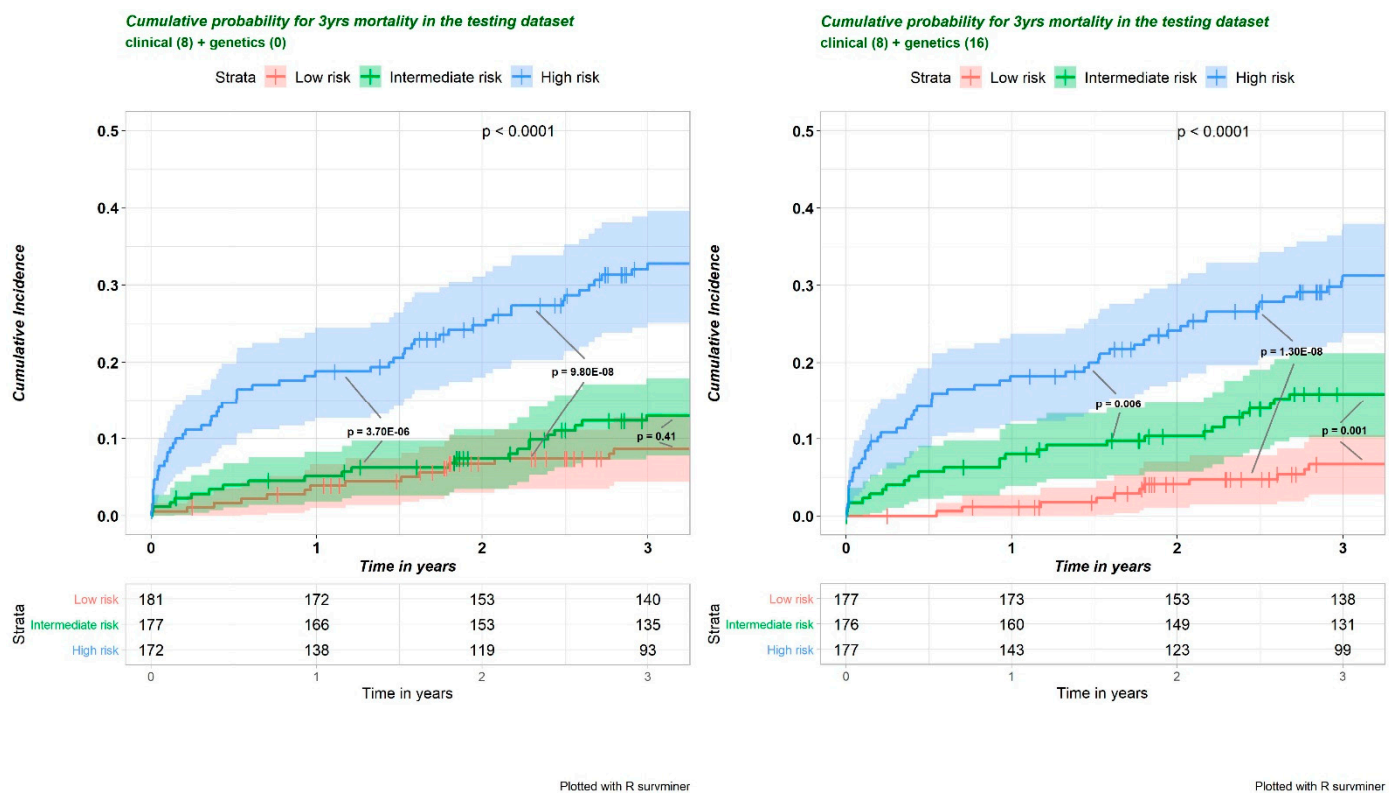 Cumulative probability for 3yrs mortality in the testing dataset
clinical (8) + genetics (0)
Strata Low risk Intermediate risk High risk
p < 0.0001
0.5
0.4
0.3
0.2
0.1
0.0
Cumulative Incidence
p = 9.80E-08
p = 3.70E-06
p = 0.41
0 1 2 3
Time in years
Strata
Low risk 181 172 153 140
Intermediate risk 177 166 153 135
High risk 172 138 119 93
0 1 2 3
Time in years
Plotted with R survminer
Cumulative probability for 3yrs mortality in the testing dataset
clinical (8) + genetics (16)
Strata Low risk Intermediate risk High risk
p < 0.0001
0.5
0.4
0.3
0.2
0.1
0.0
Cumulative Incidence
p = 1.30E-08
p = 0.006
p = 0.001
0 1 2 3
Time in years
Strata
Low risk 177 173 153 138
Intermediate risk 176 160 149 131
High risk 177 143 123 99
0 1 2 3
Time in years
Plotted with R survminer